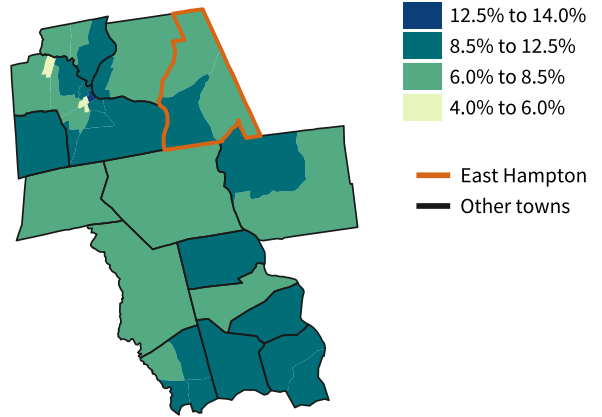 12.5% to 14.0%
8.5% to 12.5%
6.0% to 8.5%
4.0% to 6.0%
East Hampton
Other towns